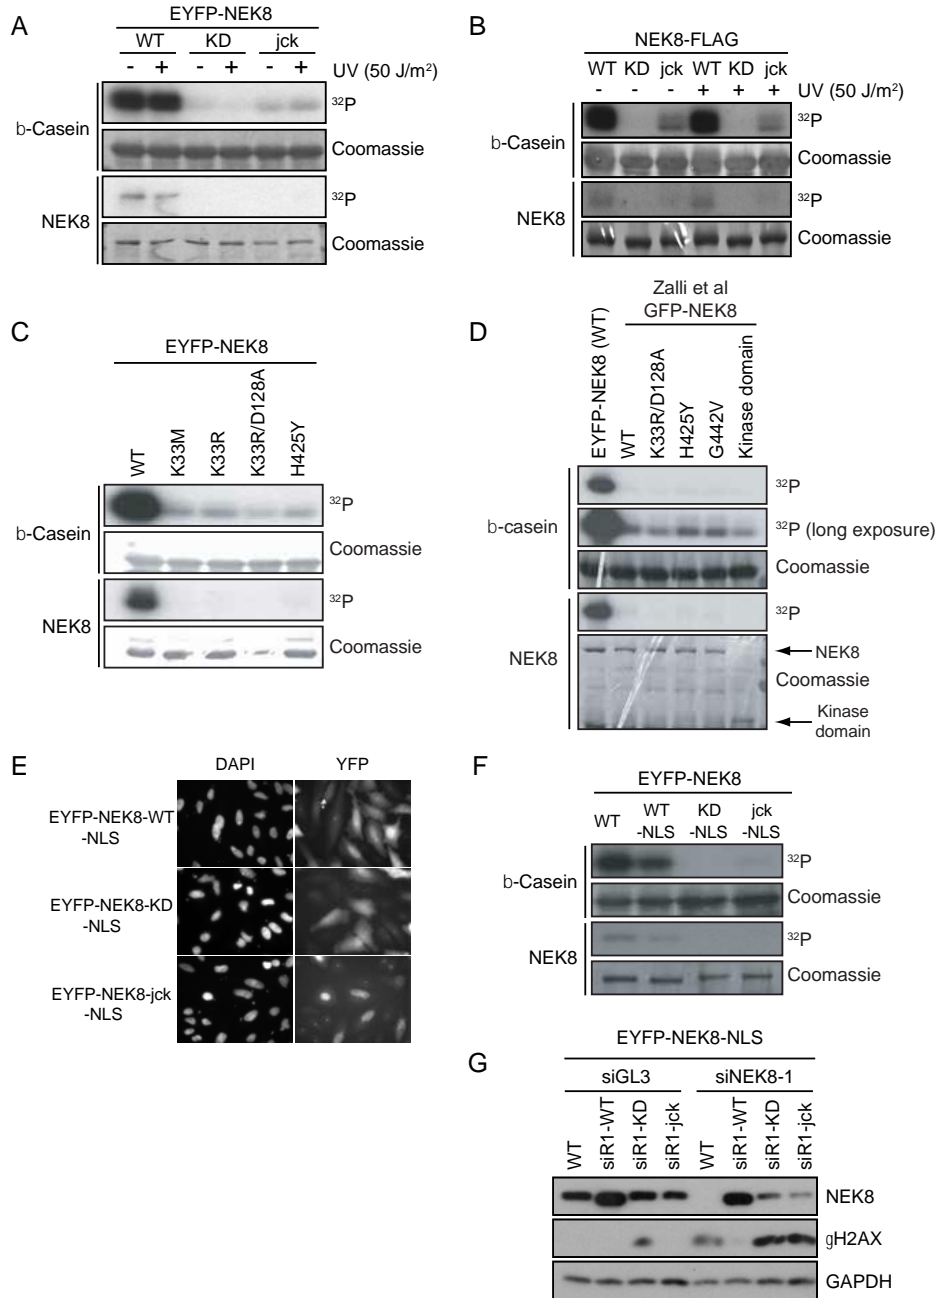 A
EYFP-NEK8
WT KD jck
- + - + - + UV (50 J/m²)
b-Casein
³²P
Coomassie
NEK8
³²P
Coomassie
B
NEK8-FLAG
WT KD jck WT KD jck
- - - + + + UV (50 J/m²)
b-Casein
³²P
Coomassie
NEK8
³²P
Coomassie
C
EYFP-NEK8
WT
K33M
K33R
K33R/D128A
H425Y
b-Casein
³²P
Coomassie
NEK8
³²P
Coomassie
D
Zalli et al
GFP-NEK8
EYFP-NEK8 (WT)
WT
K33R/D128A
H425Y
G442V
Kinase domain
b-casein
³²P
³²P (long exposure)
Coomassie
NEK8
³²P
NEK8
Coomassie
Kinase
domain
E
DAPI YFP
EYFP-NEK8-WT
-NLS
EYFP-NEK8-KD
-NLS
EYFP-NEK8-jck
-NLS
F
EYFP-NEK8
WT WT KD jck
-NLS -NLS -NLS
b-Casein
³²P
Coomassie
NEK8
³²P
Coomassie
G
EYFP-NEK8-NLS
siGL3 siNEK8-1
WT
siR1-WT
siR1-KD
siR1-jck
WT
siR1-WT
siR1-KD
siR1-jck
NEK8
gH2AX
GAPDH